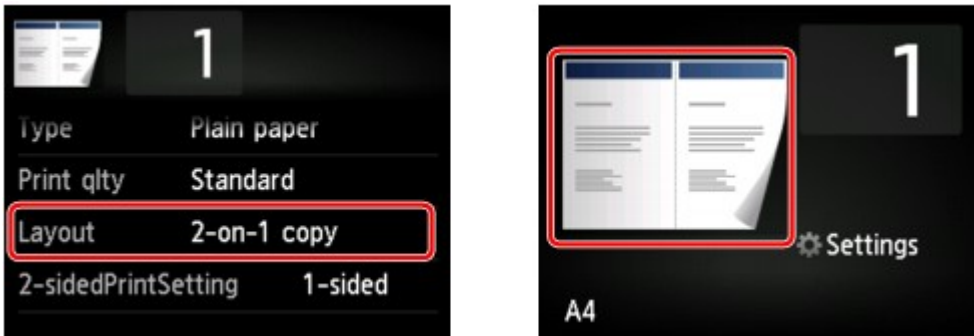 1
Type Plain paper
Print qlty Standard
Layout 2-on-1 copy
2-sidedPrintSetting 1-sided
1
Settings
A4